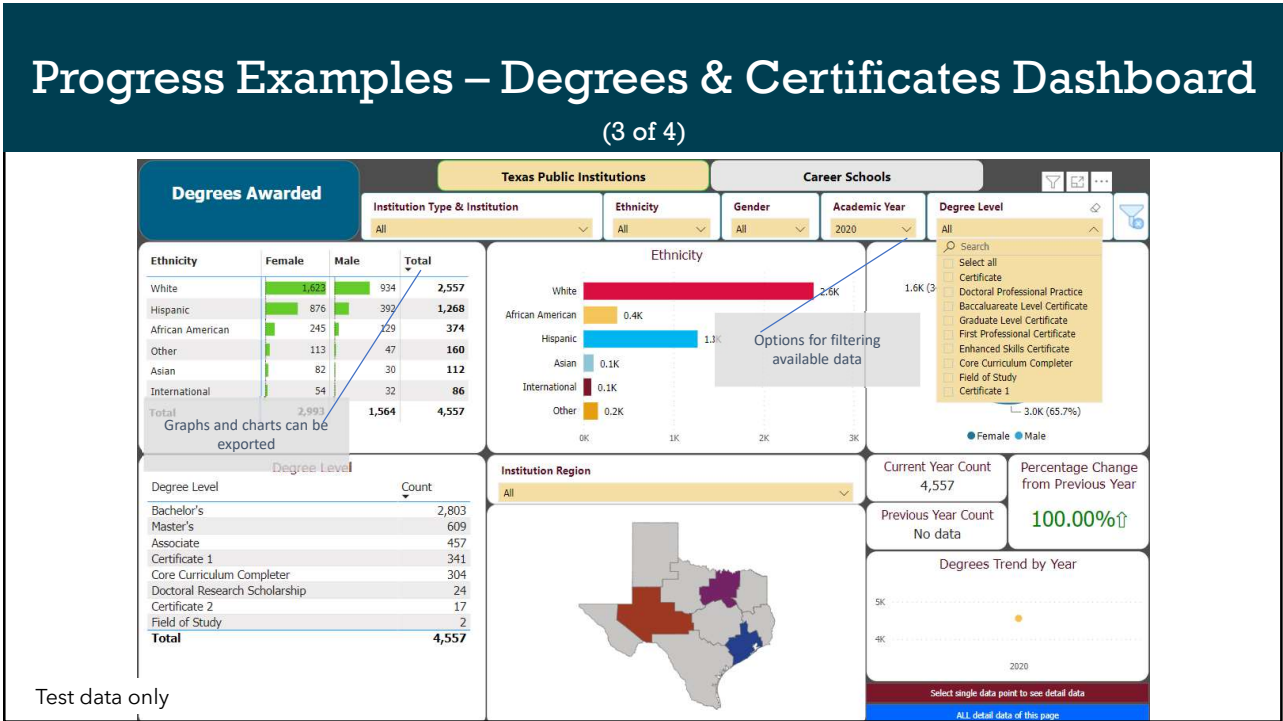 Progress Examples – Degrees & Certificates Dashboard
(3 of 4)
Degrees Awarded
Texas Public Institutions
Career Schools
Institution Type & Institution
All
Ethnicity
All
Gender
All
Academic Year
2020
Degree Level
All
Search
Select all
Certificate
Doctoral Professional Practice
Baccaluareate Level Certificate
Graduate Level Certificate
First Professional Certificate
Enhanced Skills Certificate
Core Curriculum Completer
Field of Study
Certificate 1
Ethnicity Female Male Total
White 1,623 934 2,557
Hispanic 876 392 1,268
African American 245 129 374
Other 113 47 160
Asian 82 30 112
International 54 32 86
Total 2,993 1,564 4,557
Graphs and charts can be
exported
Ethnicity
White 2.6K
African American 0.4K
Hispanic
Asian 0.1K
International 0.1K
Other 0.2K
0K 1K 2K 3K
Options for filtering
available data
1.6K
3.0K (65.7%)
Female Male
Degree Level
Degree Level Count
Bachelor's 2,803
Master's 609
Associate 457
Certificate 1 341
Core Curriculum Completer 304
Doctoral Research Scholarship 24
Certificate 2 17
Field of Study 2
Total 4,557
Institution Region
All
Current Year Count
4,557
Previous Year Count
No data
Percentage Change
from Previous Year
100.00%⇧
Degrees Trend by Year
5K
4K
2020
Select single data point to see detail data
ALL detail data of this page
Test data only